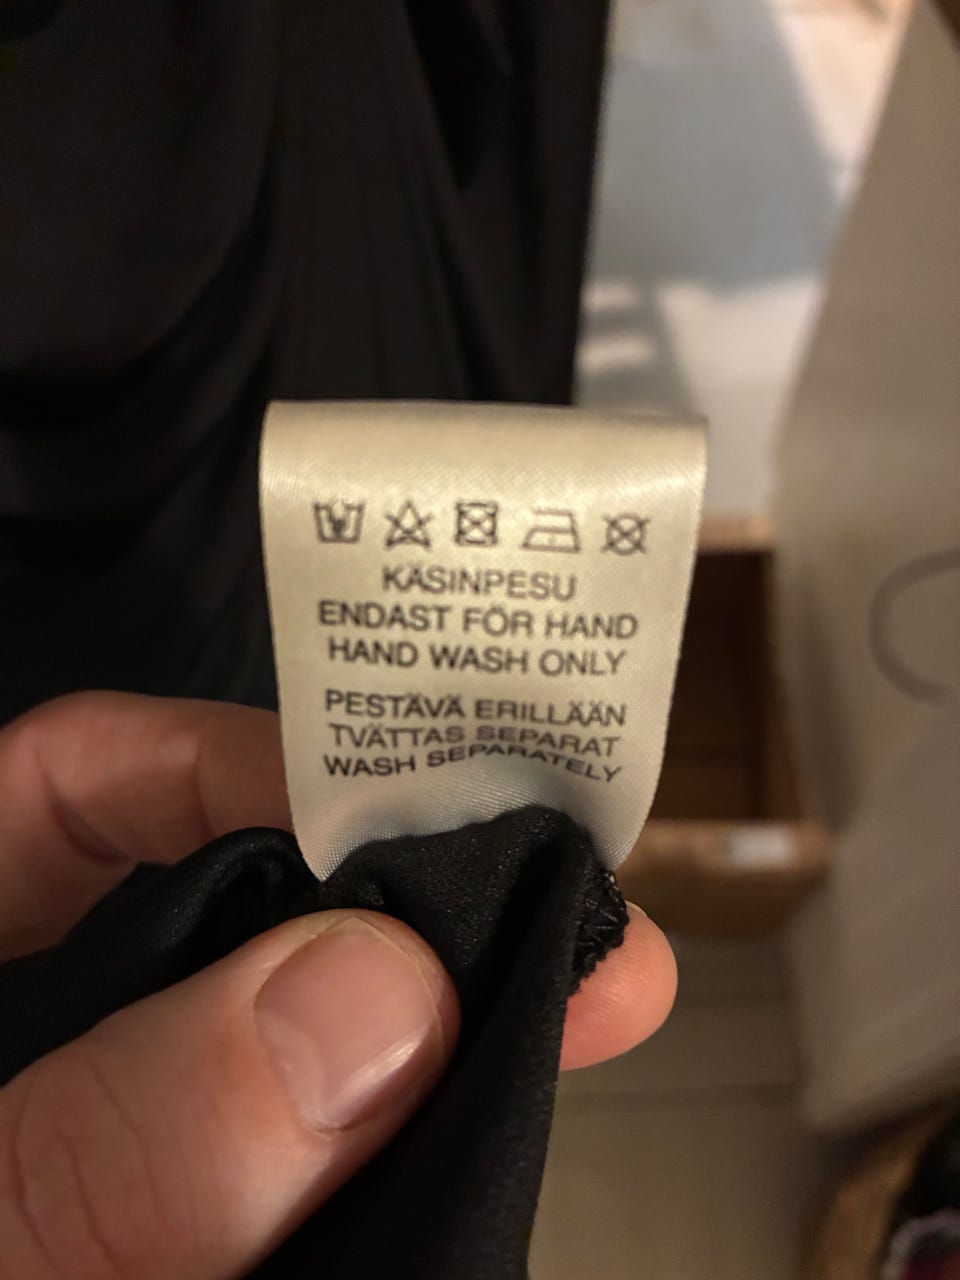 KÄSINPESU
ENDAST FÖR HAND
HAND WASH ONLY
PESTÄVÄ ERILLÄÄN
TVÄTTAS SEPARAT
WASH SEPARATELY